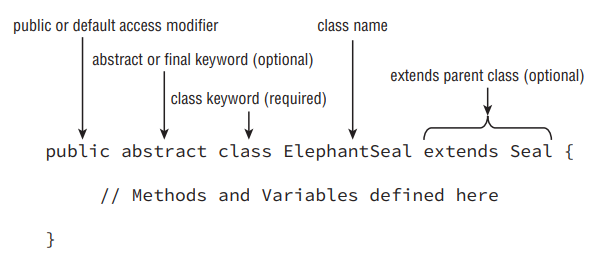 public or default access modifier
class name
abstract or final keyword (optional)
extends parent class (optional)
class keyword (required)
public abstract class ElephantSeal extends Seal {
// Methods and Variables defined here
}